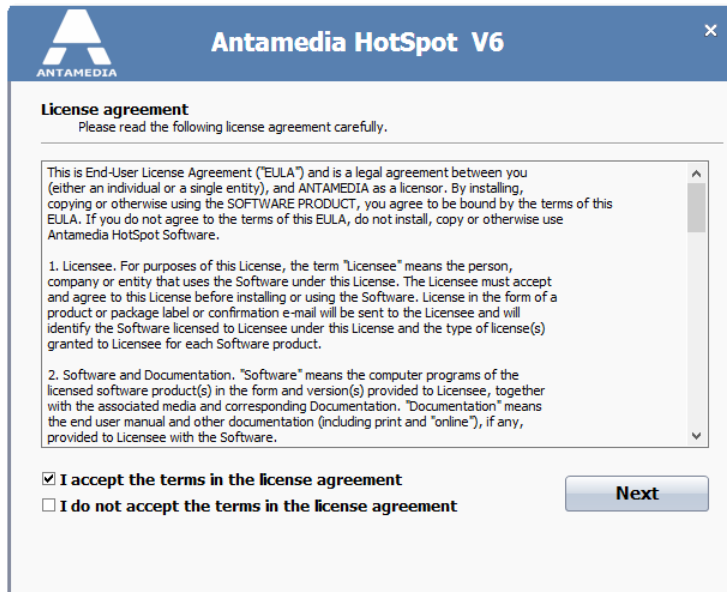 ANTAMEDIA
Antamedia HotSpot V6
License agreement
Please read the following license agreement carefully.
This is End-User License Agreement ("EULA") and is a legal agreement between you
(either an individual or a single entity), and ANTAMEDIA as a licensor. By installing,
copying or otherwise using the SOFTWARE PRODUCT, you agree to be bound by the terms of this
EULA. If you do not agree to the terms of this EULA, do not install, copy or otherwise use
Antamedia HotSpot Software.
1. Licensee. For purposes of this License, the term "Licensee" means the person,
company or entity that uses the Software under this License. The Licensee must accept
and agree to this License before installing or using the Software. License in the form of a
product or package label or confirmation e-mail will be sent to the Licensee and will
identify the Software licensed to Licensee under this License and the type of license(s)
granted to Licensee for each Software product.
2. Software and Documentation. "Software" means the computer programs of the
licensed software product(s) in the form and version(s) provided to Licensee, together
with the associated media and corresponding Documentation. "Documentation" means
the end user manual and other documentation (including print and "online"), if any,
provided to Licensee with the Software.
I accept the terms in the license agreement
I do not accept the terms in the license agreement
Next